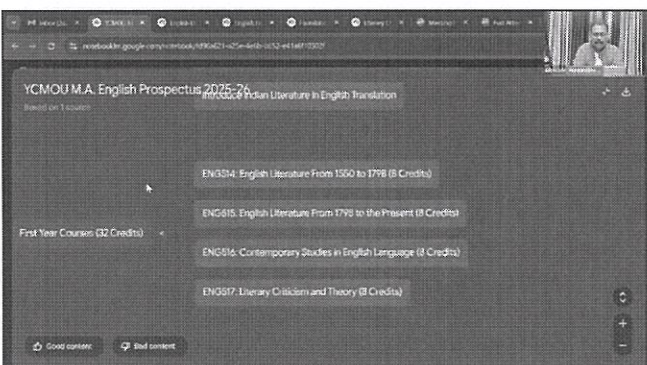 YCMOU M.A. English Prospectus 2025-26
Based on 1 source
Introduce Indian Literature in English Translation
ENG514: English Literature From 1550 to 1798 (8 Credits)
ENG515: English Literature From 1798 to the Present (8 Credits)
First Year Courses (32 Credits) <
ENG516: Contemporary Studies in English Language (8 Credits)
ENG517: Literary Criticism and Theory (8 Credits)
Good content
Bad content